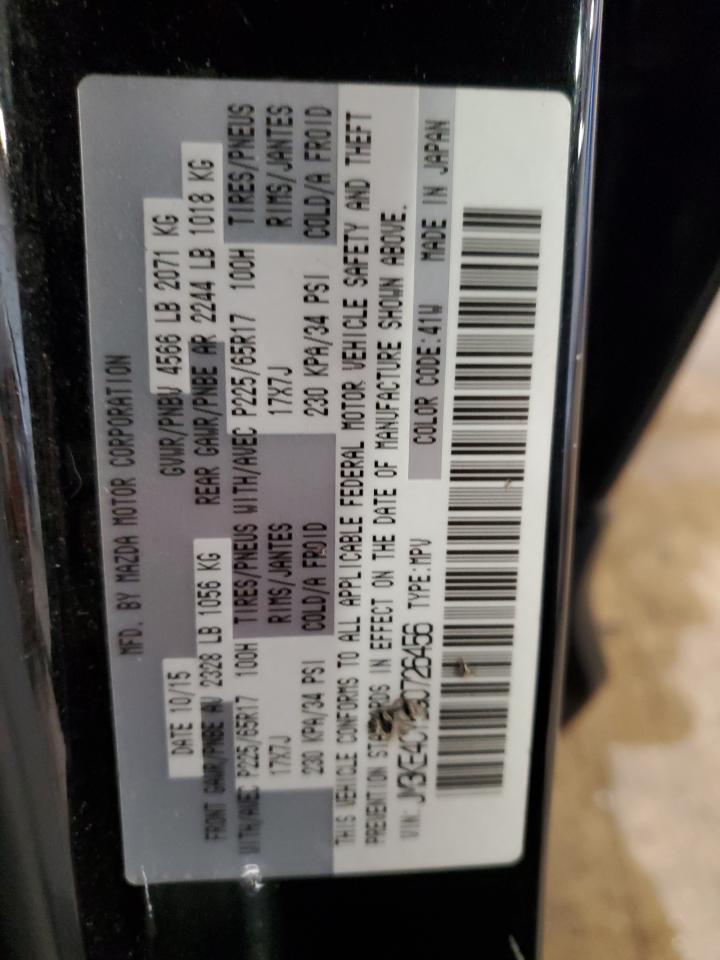 MFD. BY MAZDA MOTOR CORPORATION
DATE 10/15 GVWR/PNBV 4566 LB 2071 KG
FRONT GAWR/PNBE AV 2328 LB 1056 KG REAR GAWR/PNBE AR 2244 LB 1018 KG
WITH/AVEC P225/65R17 100H TIRES/PNEUS WITH/AVEC P225/65R17 100H TIRES/PNEUS
17X7J RIMS/JANTES 17X7J RIMS/JANTES
230 KPA/34 PSI COLD/A FROID 230 KPA/34 PSI COLD/A FROID
THIS VEHICLE CONFORMS TO ALL APPLICABLE FEDERAL MOTOR VEHICLE SAFETY AND THEFT
PREVENTION STANDARDS IN EFFECT ON THE DATE OF MANUFACTURE SHOWN ABOVE.
VIN: TYPE:MPV COLOR CODE:41W MADE IN JAPAN